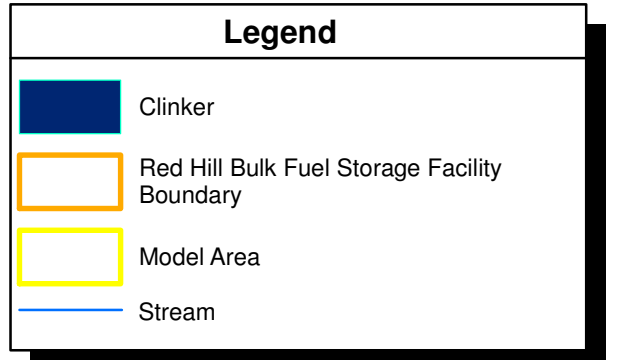 Legend
Clinker
Red Hill Bulk Fuel Storage Facility
Boundary
Model Area
Stream